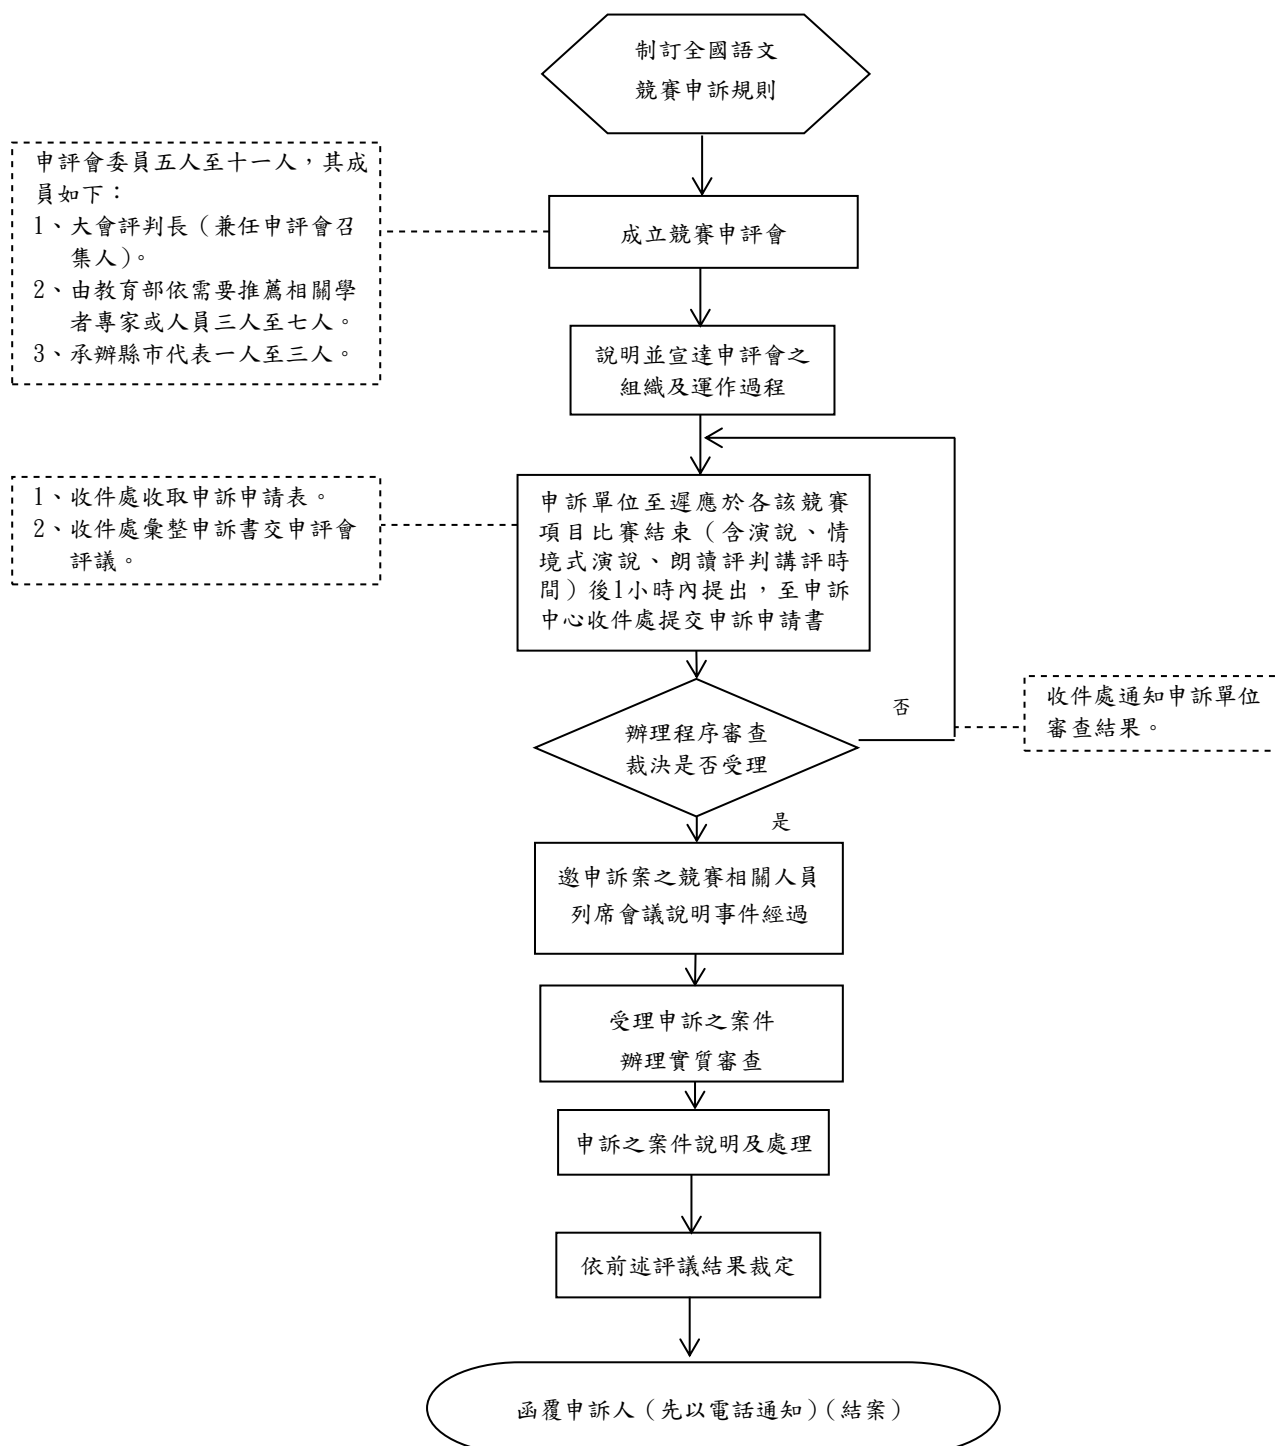 制訂全國語文
競賽申訴規則
申評會委員五人至十一人，其成
員如下：
1、大會評判長（兼任申評會召
集人）。
2、由教育部依需要推薦相關學
者專家或人員三人至七人。
3、承辦縣市代表一人至三人。
成立競賽申評會
說明並宣達申評會之
組織及運作過程
1、收件處收取申訴申請表。
2、收件處彙整申訴書交申評會
評議。
申訴單位至遲應於各該競賽
項目比賽結束（含演說、情
境式演說、朗讀評判講評時
間）後1小時內提出，至申訴
中心收件處提交申訴申請書
辦理程序審查
裁決是否受理
否
收件處通知申訴單位
審查結果。
是
邀申訴案之競賽相關人員
列席會議說明事件經過
受理申訴之案件
辦理實質審查
申訴之案件說明及處理
依前述評議結果裁定
函覆申訴人（先以電話通知）（結案）